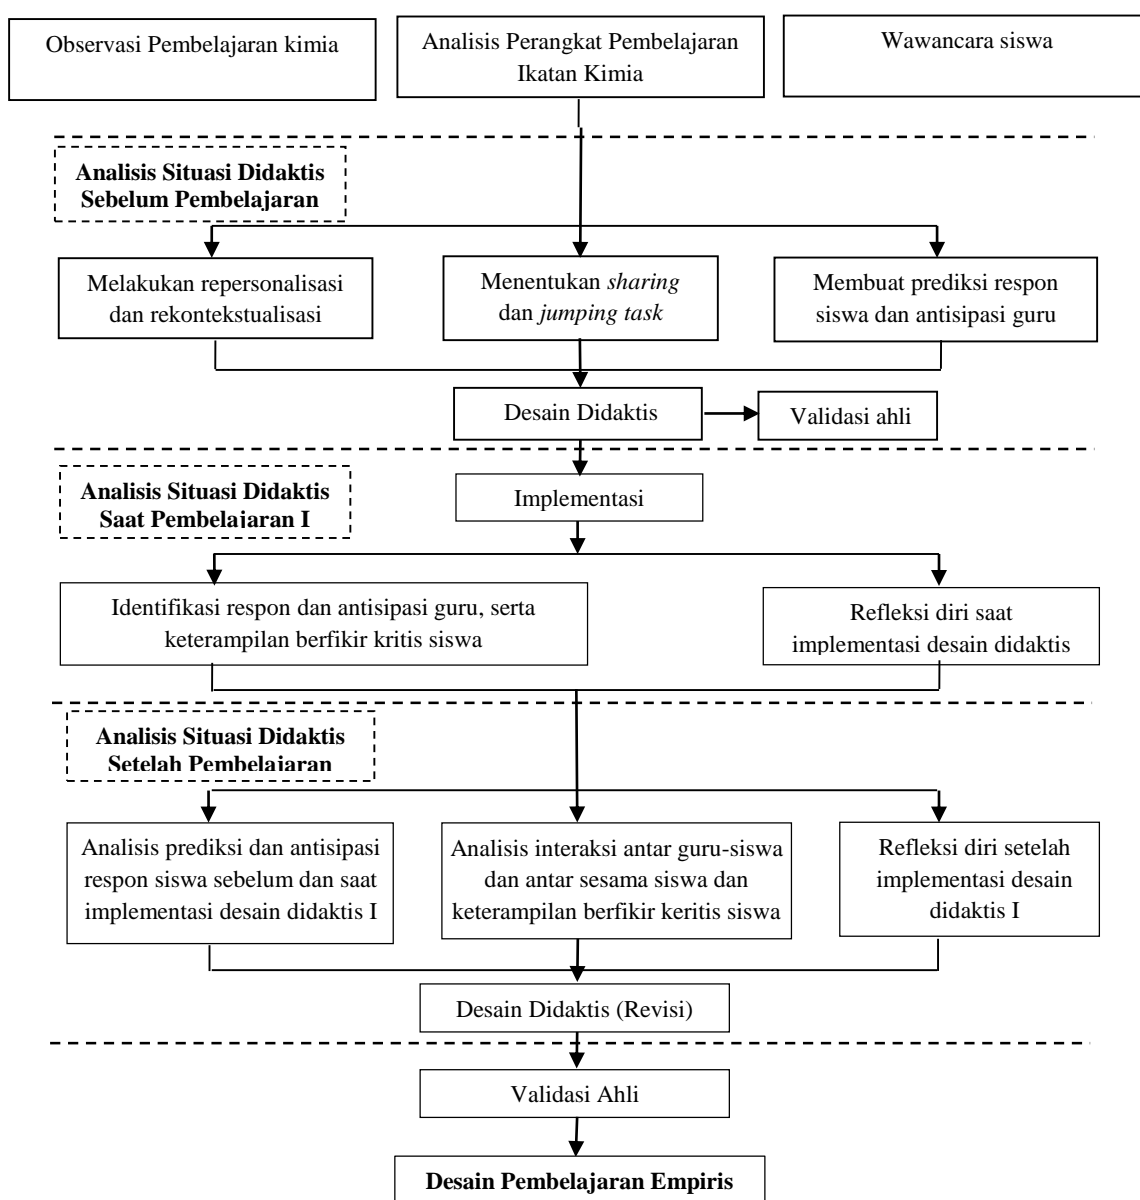 Observasi Pembelajaran kimia
Analisis Perangkat Pembelajaran
Ikatan Kimia
Wawancara siswa
Analisis Situasi Didaktis
Sebelum Pembelajaran
Melakukan repersonalisasi
dan rekontekstualisasi
Menentukan sharing
dan jumping task
Membuat prediksi respon
siswa dan antisipasi guru
Desain Didaktis
Validasi ahli
Analisis Situasi Didaktis
Saat Pembelajaran I
Implementasi
Identifikasi respon dan antisipasi guru, serta
keterampilan berfikir kritis siswa
Refleksi diri saat
implementasi desain didaktis
Analisis Situasi Didaktis
Setelah Pembelajaran
Analisis prediksi dan antisipasi
respon siswa sebelum dan saat
implementasi desain didaktis I
Analisis interaksi antar guru-siswa
dan antar sesama siswa dan
keterampilan berfikir keritis siswa
Refleksi diri setelah
implementasi desain
didaktis I
Desain Didaktis (Revisi)
Validasi Ahli
Desain Pembelajaran Empiris